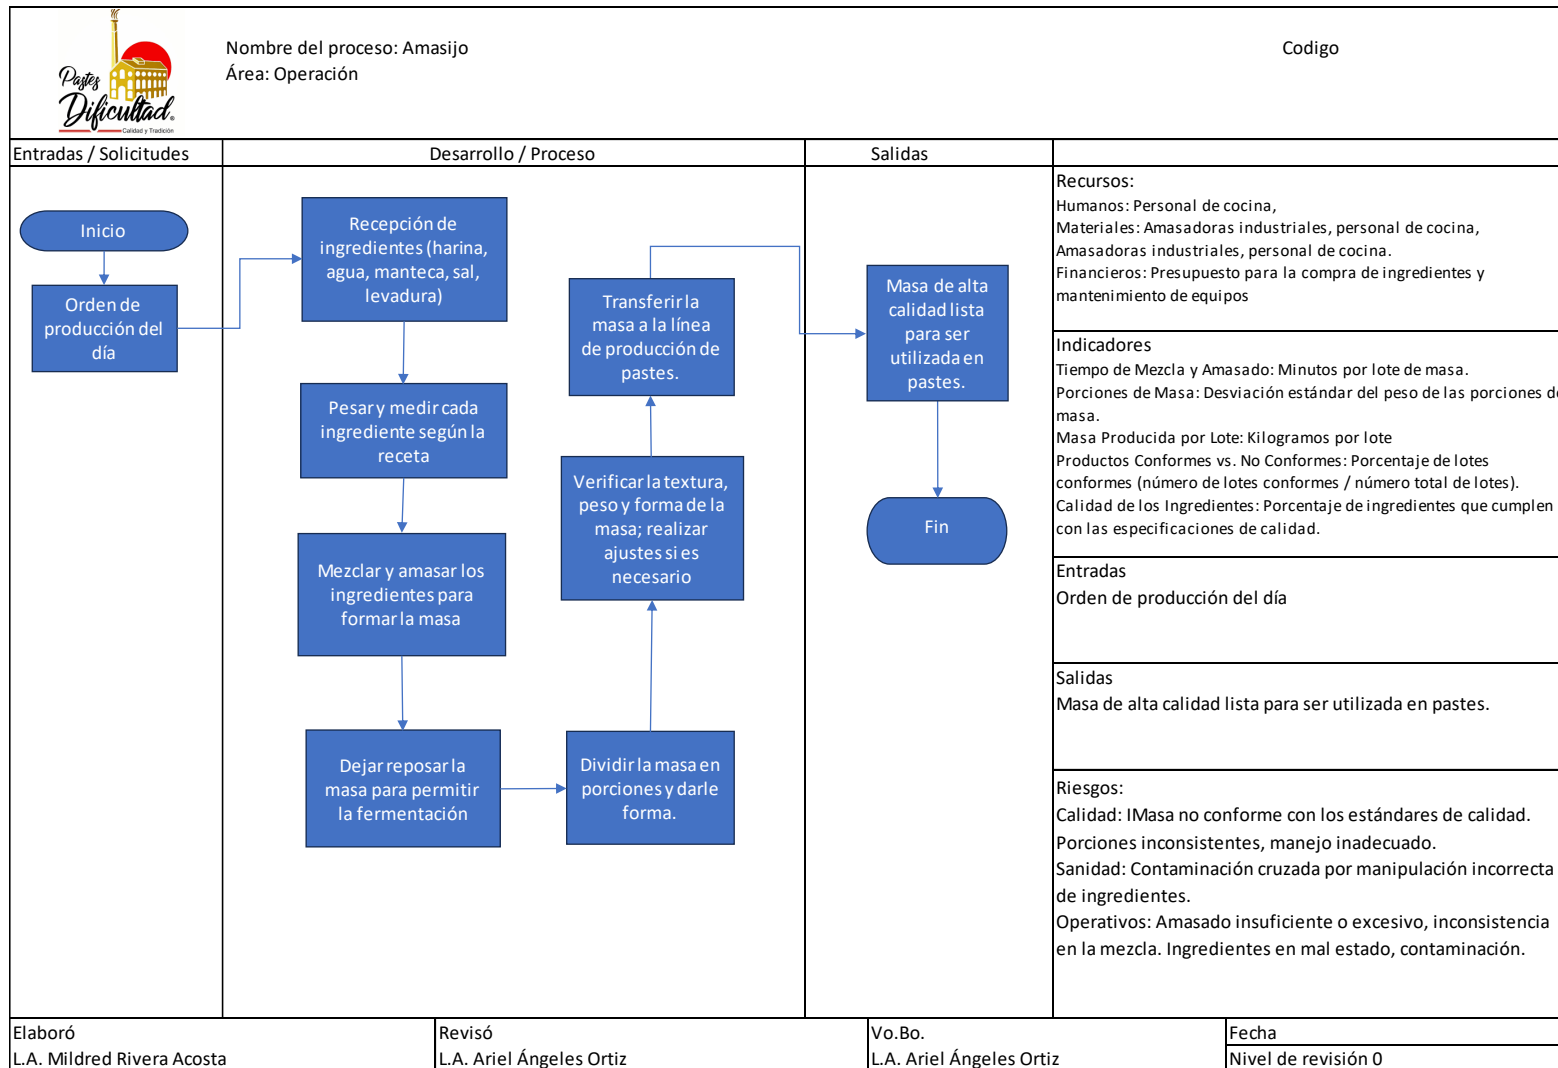 Pastes
Dificultad®
Calidad y Tradición
Nombre del proceso: Amasijo
Área: Operación
Codigo
Entradas / Solicitudes
Desarrollo / Proceso
Salidas
Inicio
Orden de
producción del
día
Recepción de
ingredientes (harina,
agua, manteca, sal,
levadura)
Pesar y medir cada
ingrediente según la
receta
Mezclar y amasar los
ingredientes para
formar la masa
Dejar reposar la
masa para permitir
la fermentación
Dividir la masa en
porciones y darle
forma.
Verificar la textura,
peso y forma de la
masa; realizar
ajustes si es
necesario
Transferir la
masa a la línea
de producción de
pastes.
Masa de alta
calidad lista
para ser
utilizada en
pastes.
Fin
Recursos:
Humanos: Personal de cocina,
Materiales: Amasadoras industriales, personal de cocina,
Amasadoras industriales, personal de cocina.
Financieros: Presupuesto para la compra de ingredientes y
mantenimiento de equipos
Indicadores
Tiempo de Mezcla y Amasado: Minutos por lote de masa.
Porciones de Masa: Desviación estándar del peso de las porciones de
masa.
Masa Producida por Lote: Kilogramos por lote
Productos Conformes vs. No Conformes: Porcentaje de lotes
conformes (número de lotes conformes / número total de lotes).
Calidad de los Ingredientes: Porcentaje de ingredientes que cumplen
con las especificaciones de calidad.
Entradas
Orden de producción del día
Salidas
Masa de alta calidad lista para ser utilizada en pastes.
Riesgos:
Calidad: IMasa no conforme con los estándares de calidad.
Porciones inconsistentes, manejo inadecuado.
Sanidad: Contaminación cruzada por manipulación incorrecta
de ingredientes.
Operativos: Amasado insuficiente o excesivo, inconsistencia
en la mezcla. Ingredientes en mal estado, contaminación.
Elaboró
L.A. Mildred Rivera Acosta
Revisó
L.A. Ariel Ángeles Ortiz
Vo.Bo.
L.A. Ariel Ángeles Ortiz
Fecha
Nivel de revisión 0